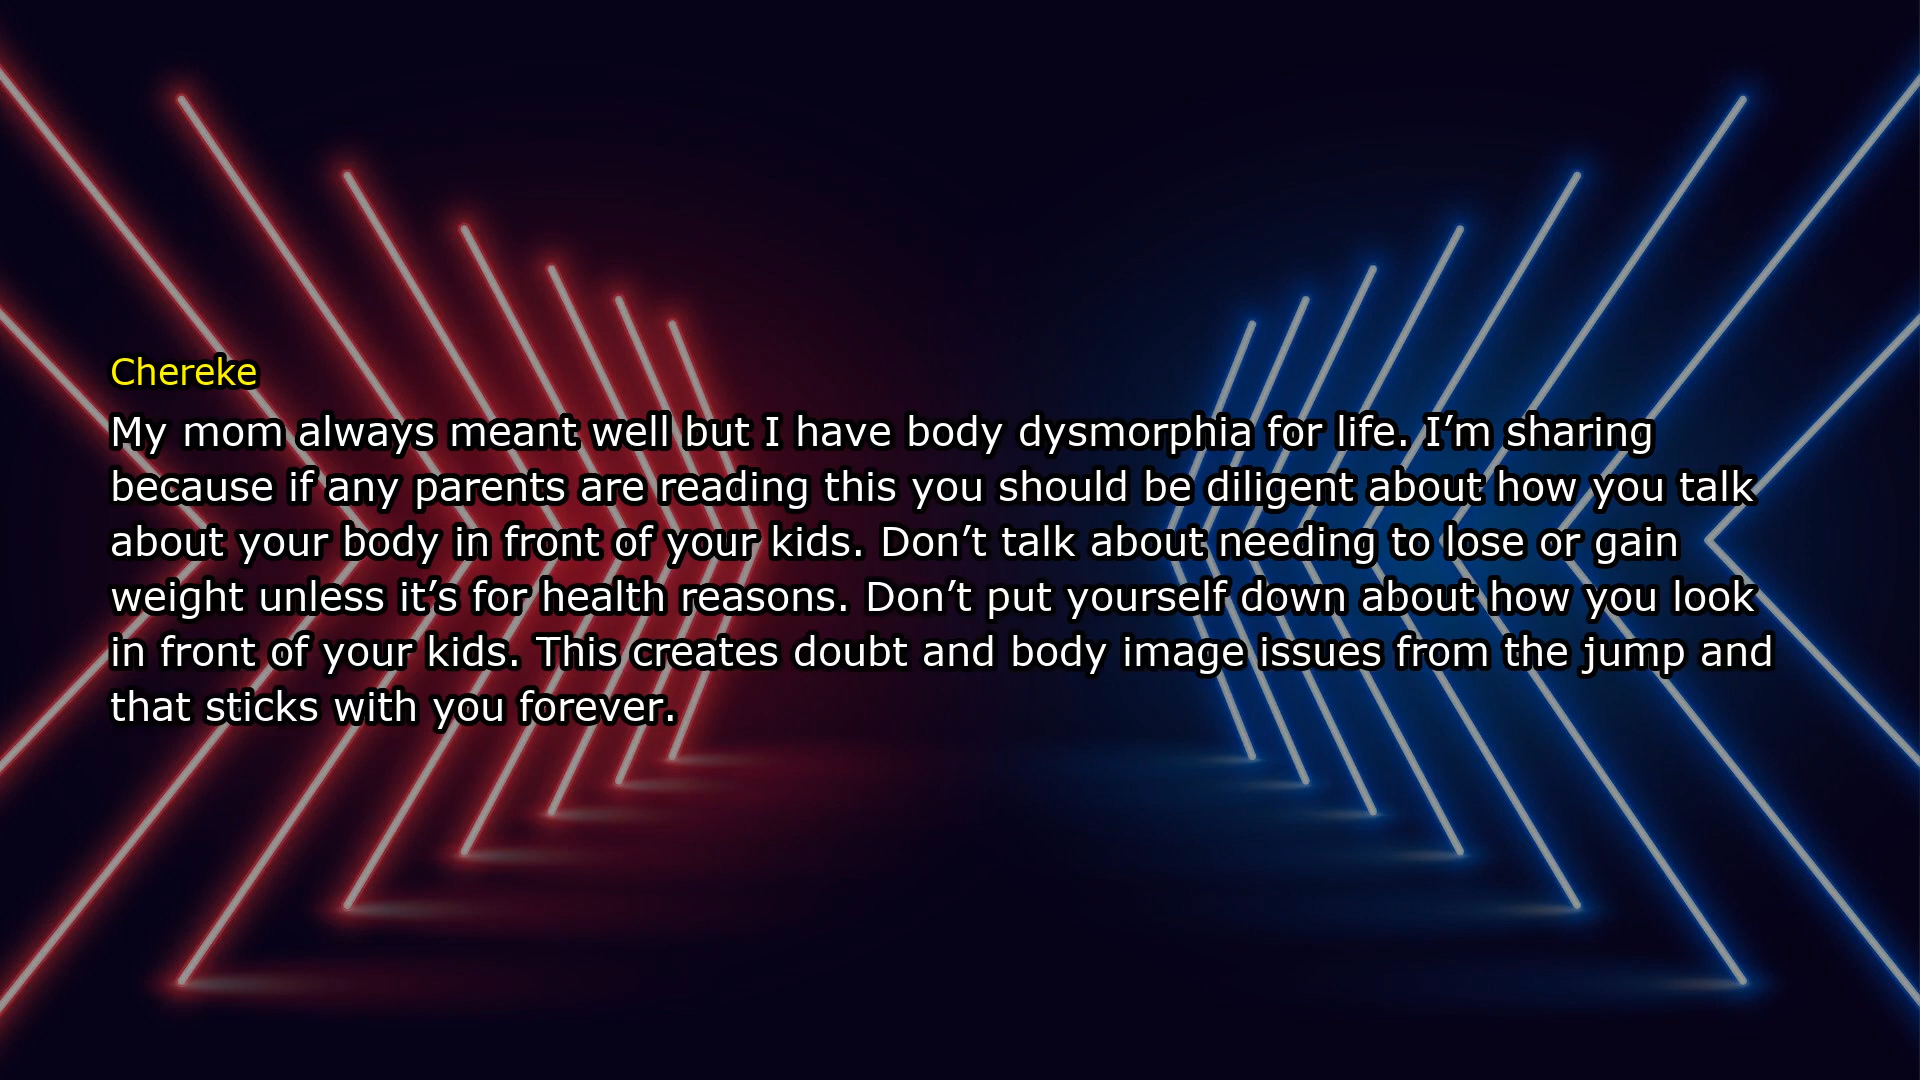 Chereke
My mom always meant well but I have body dysmorphia for life. I’m sharing
because if any parents are reading this you should be diligent about how you talk
about your body in front of your kids. Don’t talk about needing to lose or gain
weight unless it’s for health reasons. Don’t put yourself down about how you look
in front of your kids. This creates doubt and body image issues from the jump and
that sticks with you forever.